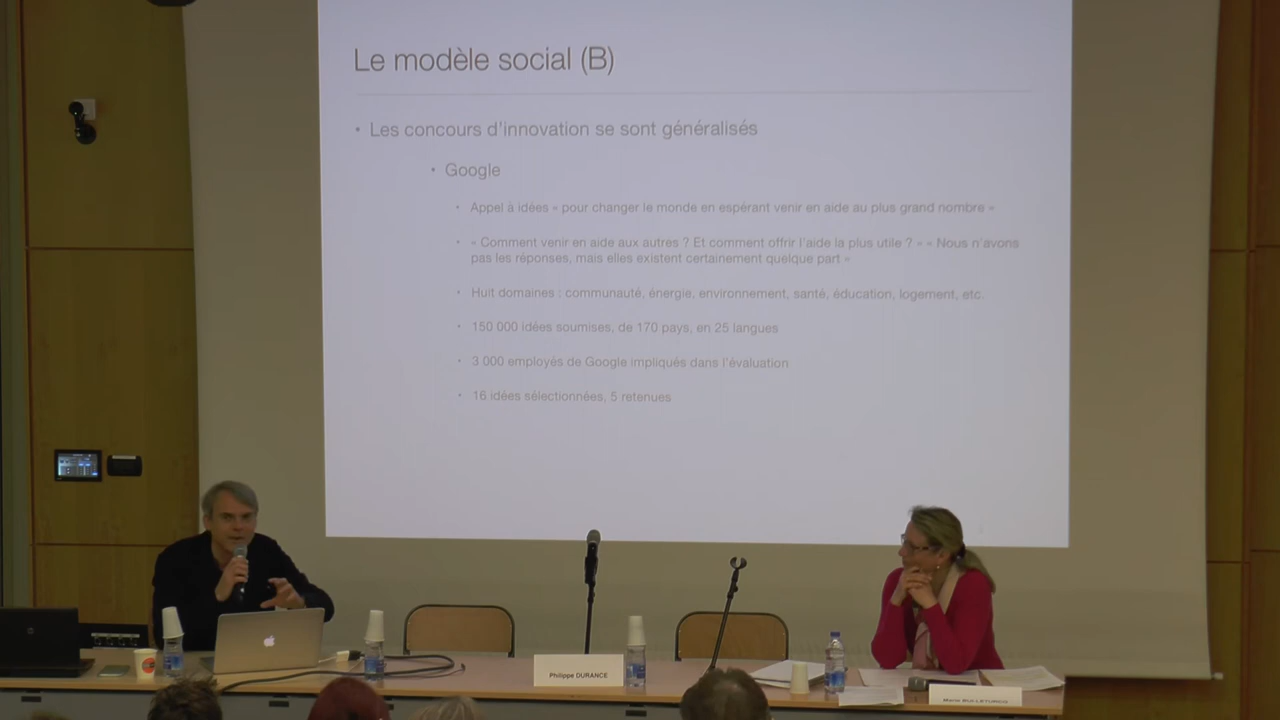 Le modèle social (B)
• Les concours d'innovation se sont généralisés
• Google
• Appel à idées « pour changer le monde en espérant venir en aide au plus grand nombre »
• « Comment venir en aide aux autres ? Et comment offrir l'aide la plus utile ? » « Nous n'avons
pas les réponses, mais elles existent certainement quelque part »
• Huit domaines : communauté, énergie, environnement, santé, éducation, logement, etc.
• 150 000 idées soumises, de 170 pays, en 25 langues
• 3 000 employés de Google impliqués dans l'évaluation
• 16 idées sélectionnées, 5 retenues
Philippe DURANCE